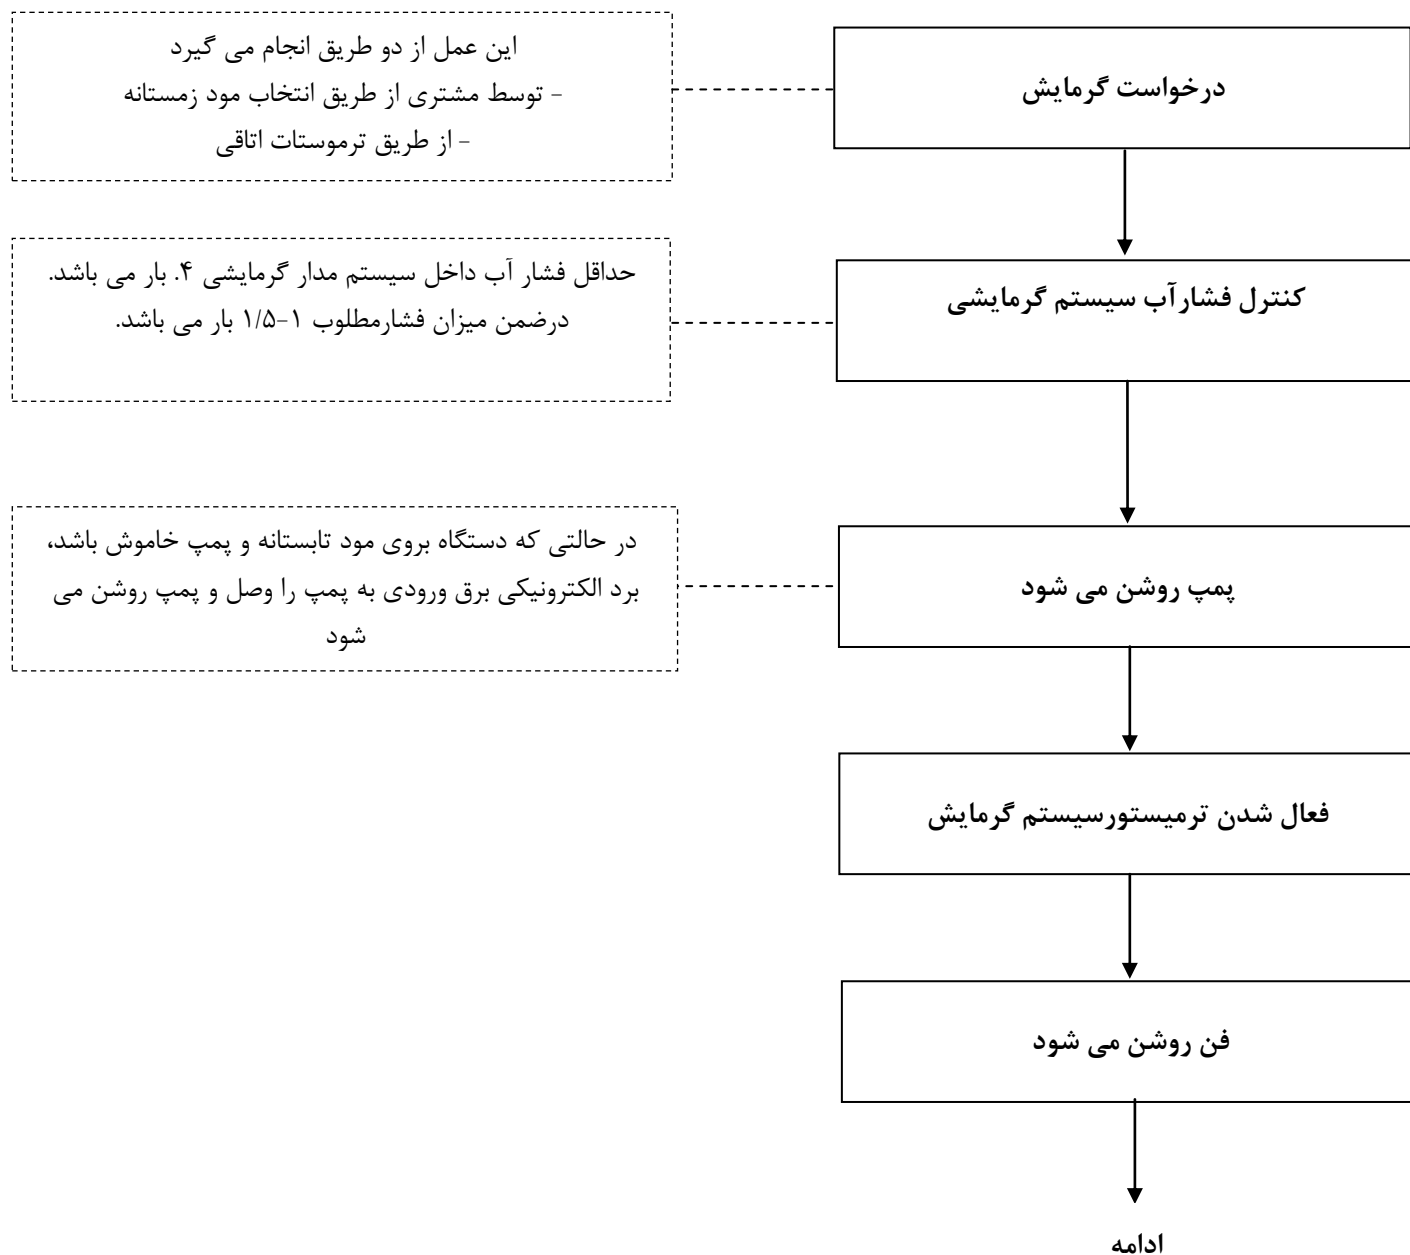 درخواست گرمایش
این عمل از دو طریق انجام می گیرد
- توسط مشتری از طریق انتخاب مود زمستانه
- از طریق ترموستات اتاقی
کنترل فشارآب سیستم گرمایشی
حداقل فشار آب داخل سیستم مدار گرمایشی ۴. بار می باشد.
درضمن میزان فشارمطلوب ۱-۱/۵ بار می باشد.
پمپ روشن می شود
در حالتی که دستگاه بروی مود تابستانه و پمپ خاموش باشد،
برد الکترونیکی برق ورودی به پمپ را وصل و پمپ روشن می
شود
فعال شدن ترمیستورسیستم گرمایش
فن روشن می شود
ادامه